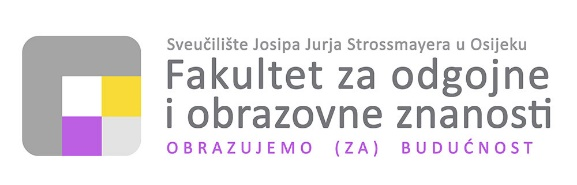 Sveučilište Josipa Jurja Strossmayera u Osijeku
Fakultet za odgojne
i obrazovne znanosti
OBRAZUJEMO (ZA) BUDUĆNOST